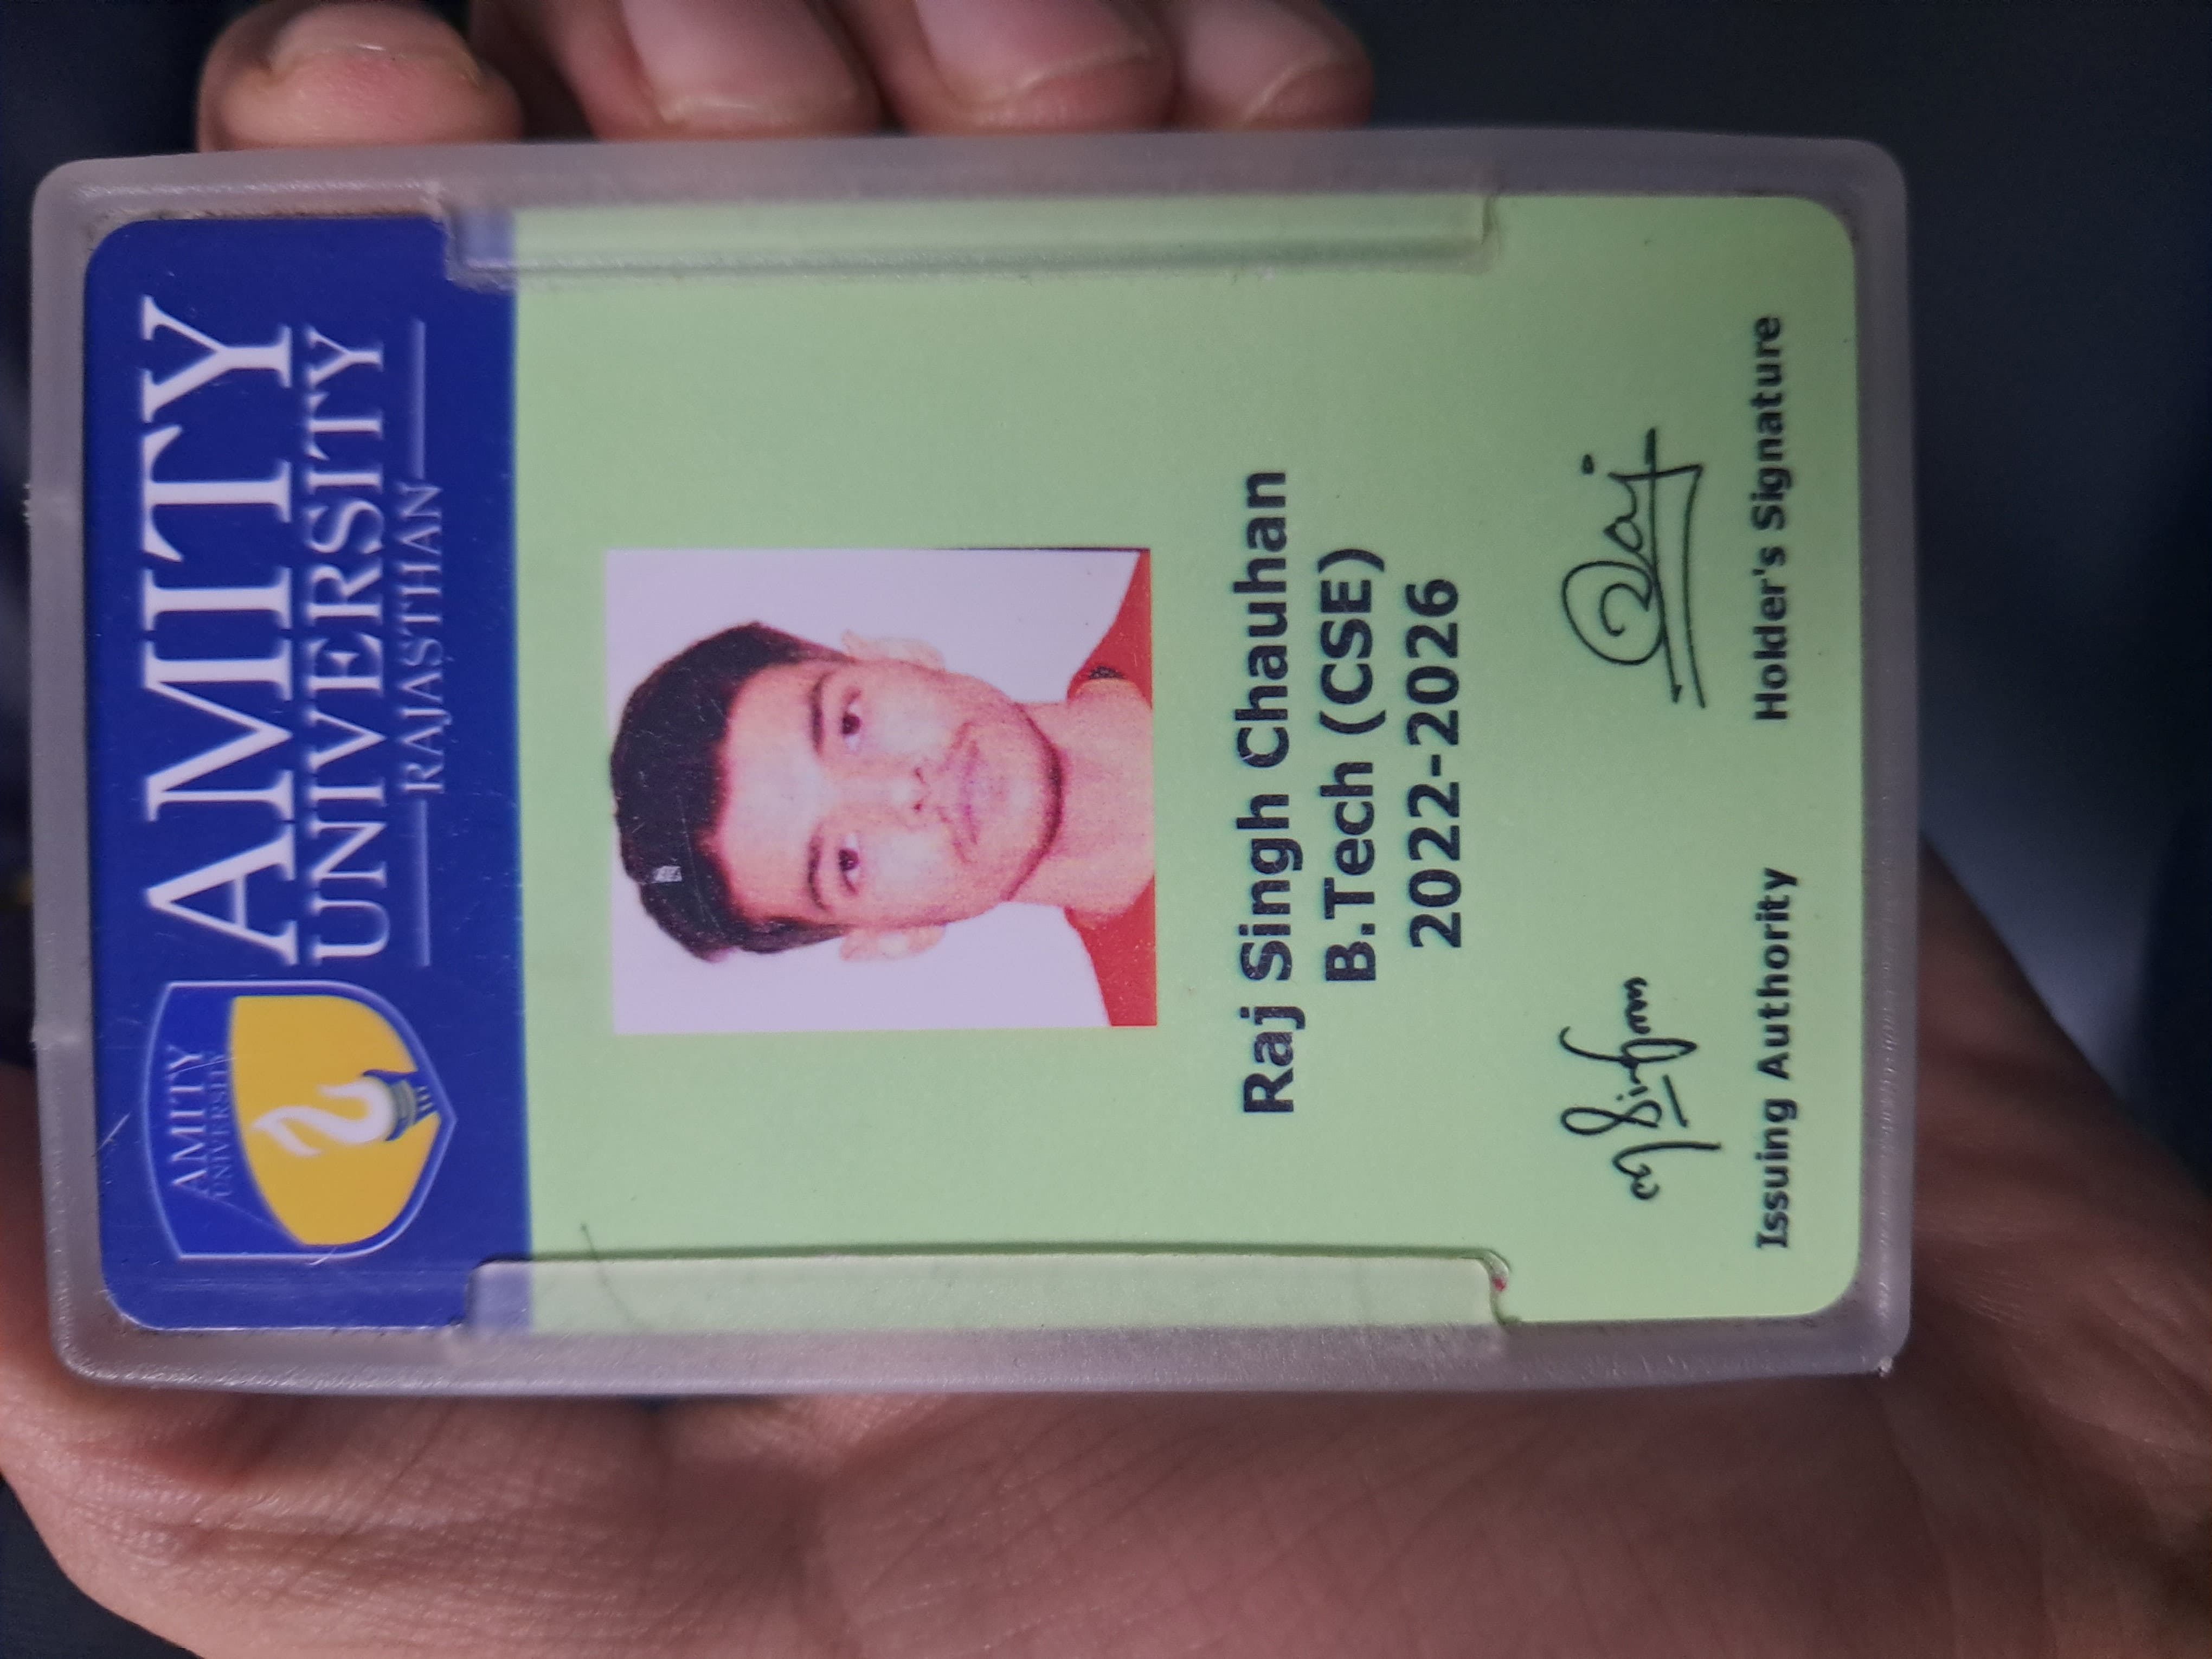 AMITY
UNIVERSITY
AMITY
UNIVERSITY
RAJASTHAN
Raj Singh Chauhan
B.Tech (CSE)
2022-2026
Raj
Issuing Authority
Holder's Signature